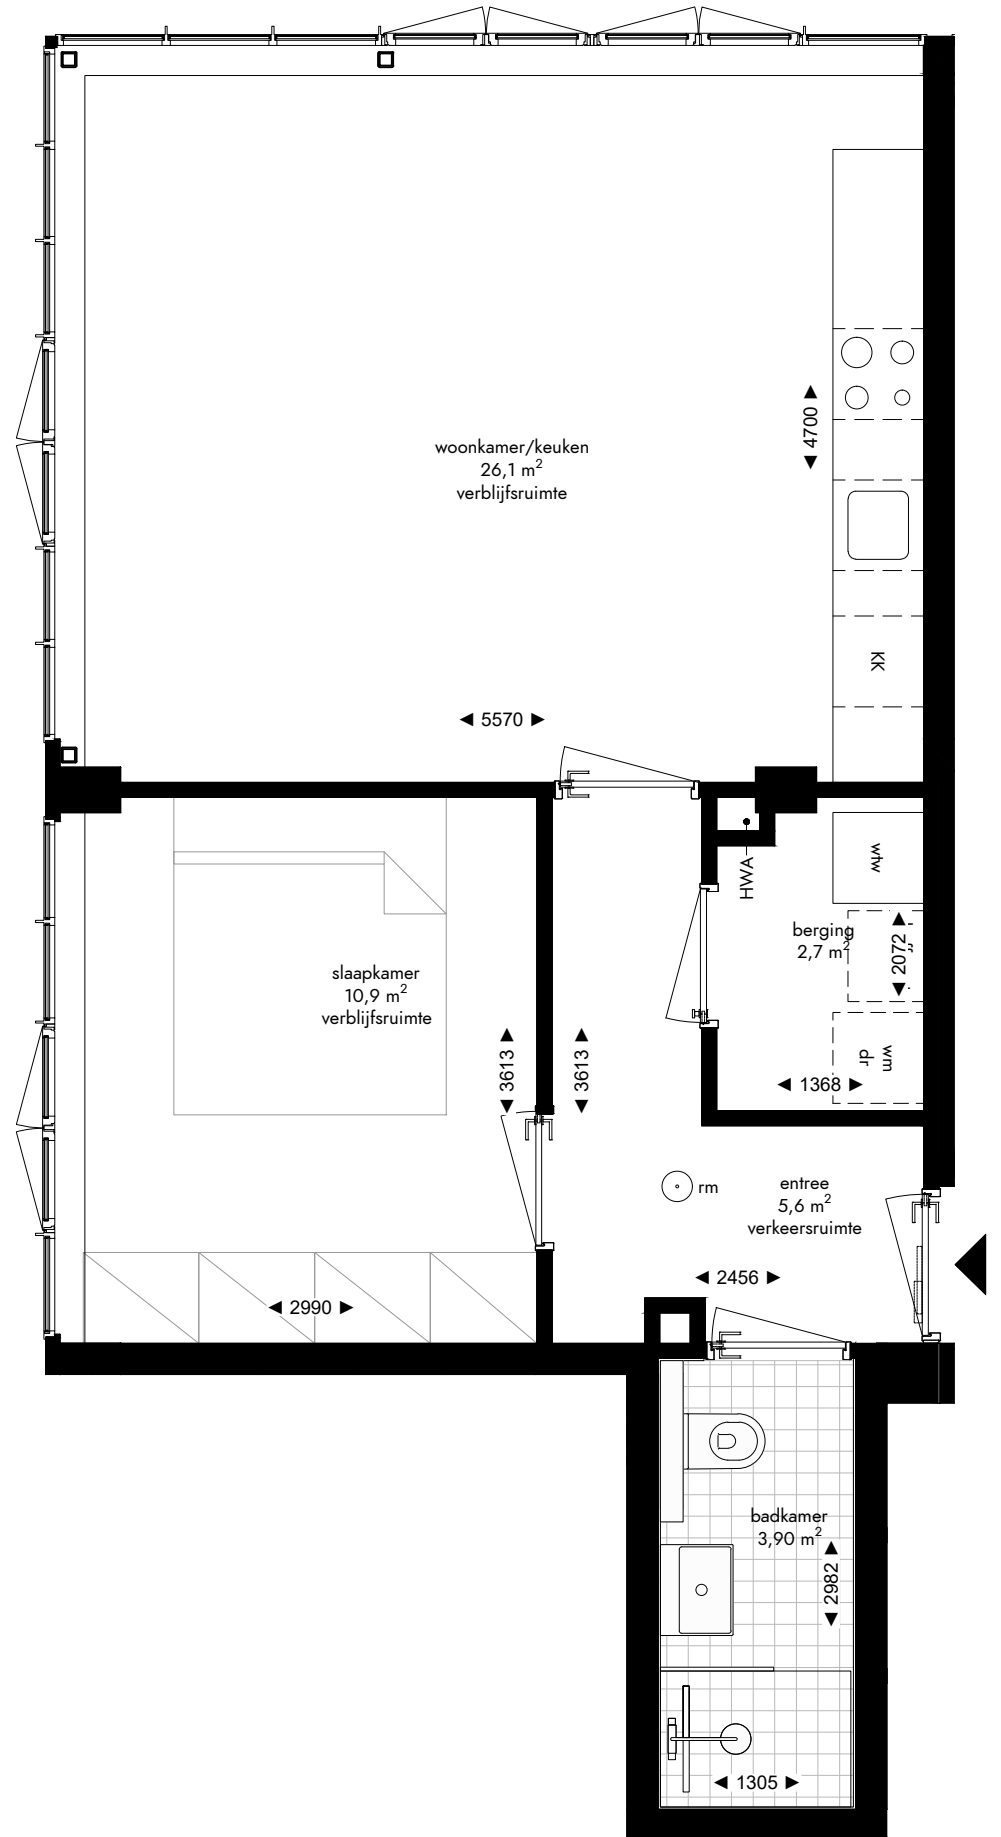 4700
woonkamer/keuken
26,1 m²
verblijfsruimte
KK
5570
wtw
HWA
berging
2,7 m²
2072
slaapkamer
10,9 m²
verblijfsruimte
3613
3613
wm
dr
1368
rm
entree
5,6 m²
verkeersruimte
2456
2990
badkamer
3,90 m²
2982
1305